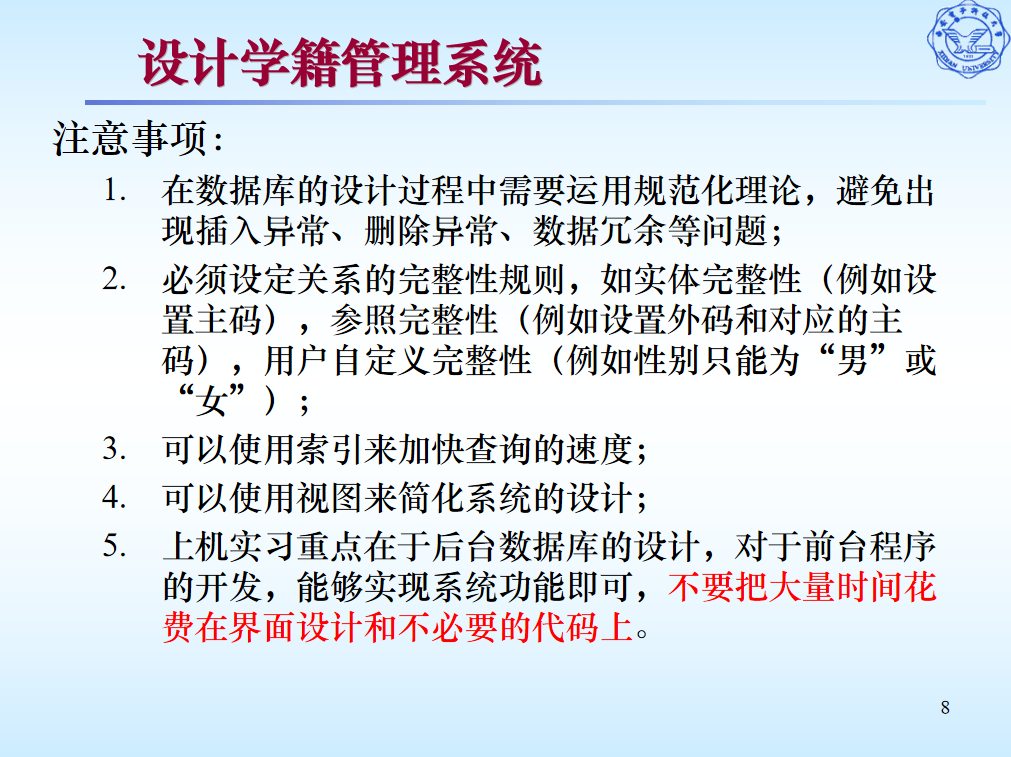 设计学籍管理系统
注意事项：
1. 在数据库的设计过程中需要运用规范化理论，避免出
现插入异常、删除异常、数据冗余等问题；
2. 必须设定关系的完整性规则，如实体完整性（例如设
置主码），参照完整性（例如设置外码和对应的主
码），用户自定义完整性（例如性别只能为“男”或
“女”）；
3. 可以使用索引来加快查询的速度；
4. 可以使用视图来简化系统的设计；
5. 上机实习重点在于后台数据库的设计，对于前台程序
的开发，能够实现系统功能即可，不要把大量时间花
费在界面设计和不必要的代码上。
8